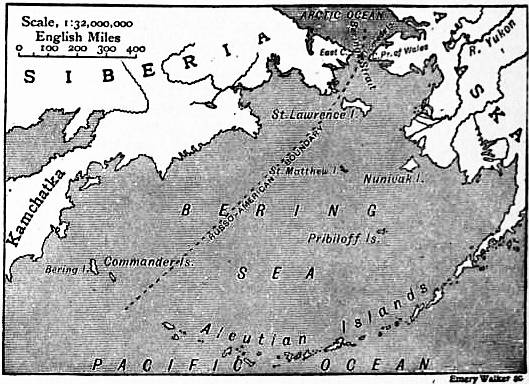 Scale, 1:32,000,000
English Miles
0 100 200 300 400
ARCTIC OCEAN
East C.
Bering Strait
Pr. of Wales
R. Yukon
ALASKA
SIBERIA
St. Lawrence I.
RUSSO-AMERICAN BOUNDARY
St. Matthew I.
Nunivak I.
Kamchatka
BERING
Pribiloff Is.
Bering I.
Commander Is.
SEA
Aleutian Islands
PACIFIC OCEAN
Emery Walker sc.